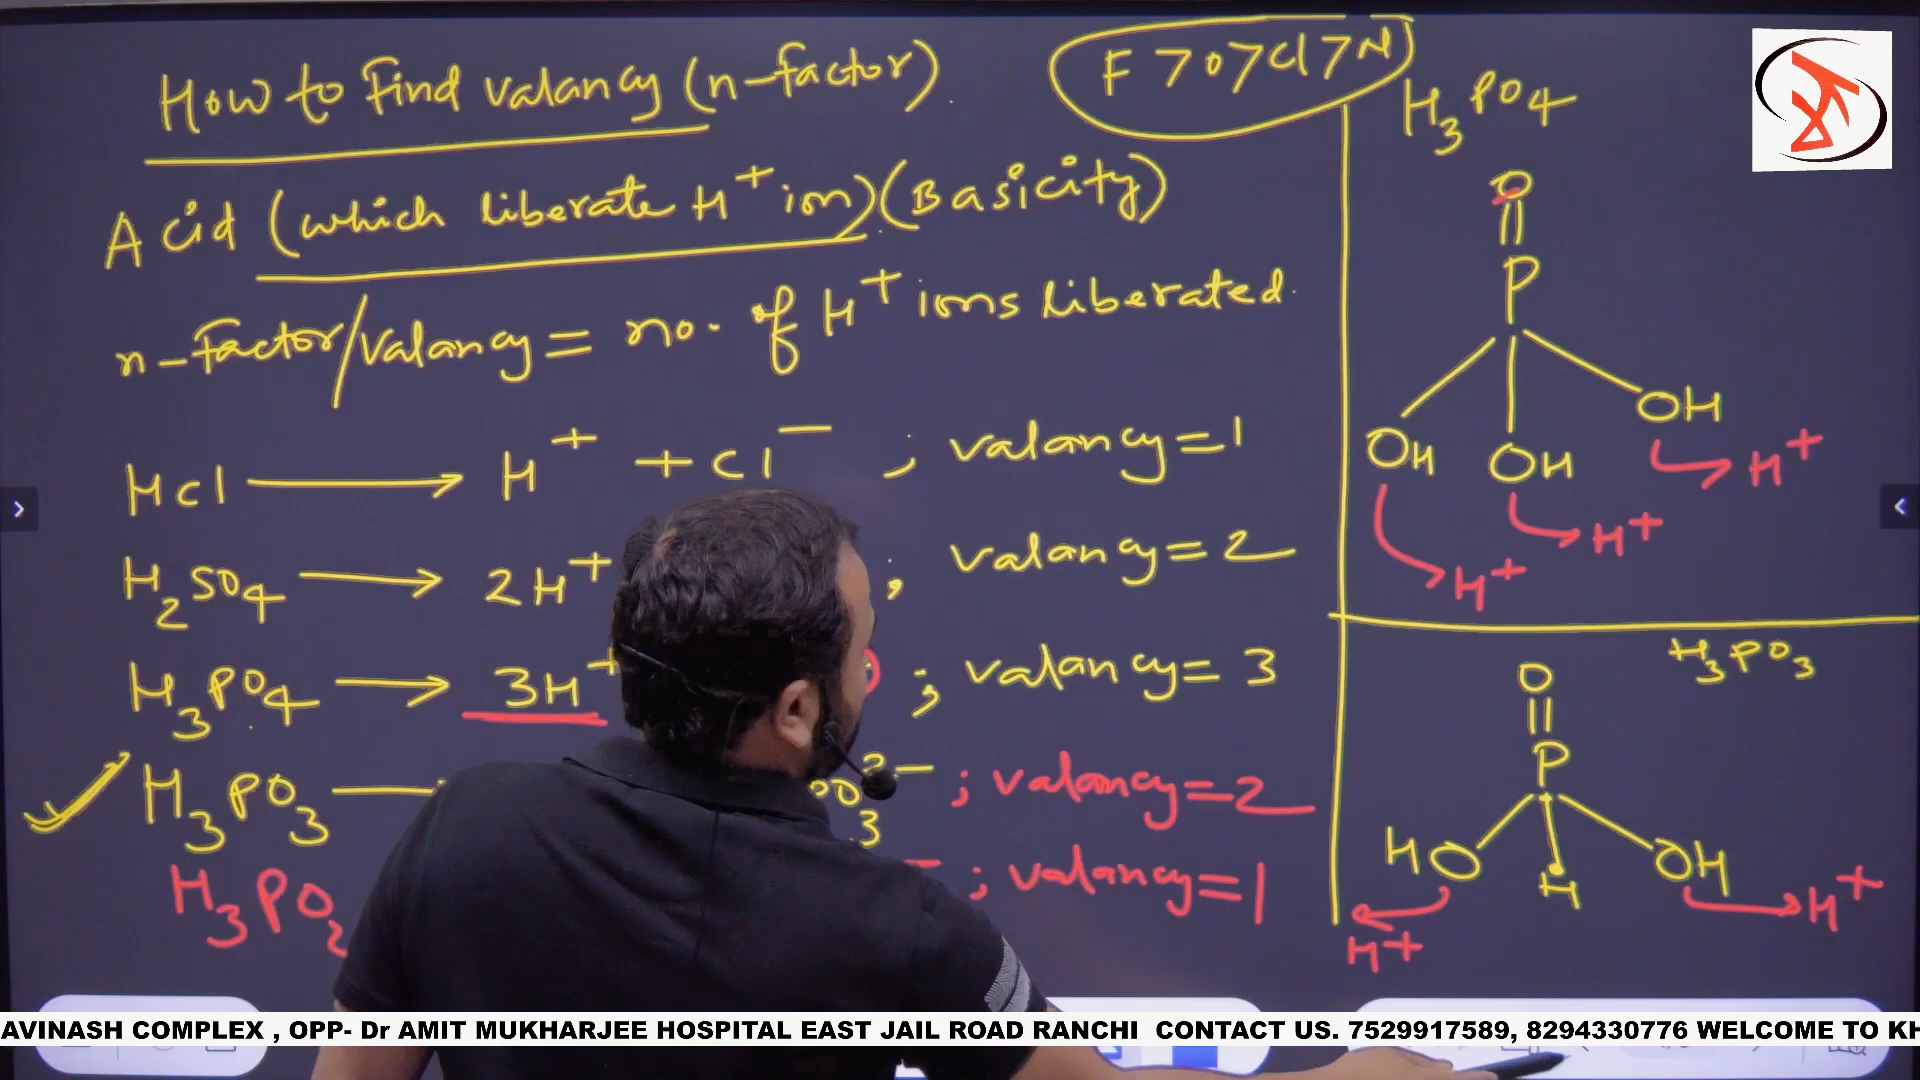 How to Find Valancy (n-factor)
F > O > Cl > N
Acid (which liberate H⁺ ion) (Basicity)
n-factor/Valancy = no. of H⁺ ions liberated.
HCl ⟶ H⁺ + Cl⁻ ; valancy=1
H₂SO₄ ⟶ 2H⁺ ; valancy=2
H₃PO₄ ⟶ 3H⁺ ; valancy=3
H₃PO₃ ; valancy=2
H₃PO₂ ; valancy=1
H₃PO₄
O
P
OH OH OH
H⁺ H⁺ H⁺
H₃PO₃
O
P
HO H OH
H⁺ H⁺
AVINASH COMPLEX , OPP- Dr AMIT MUKHARJEE HOSPITAL EAST JAIL ROAD RANCHI CONTACT US. 7529917589, 8294330776 WELCOME TO KH